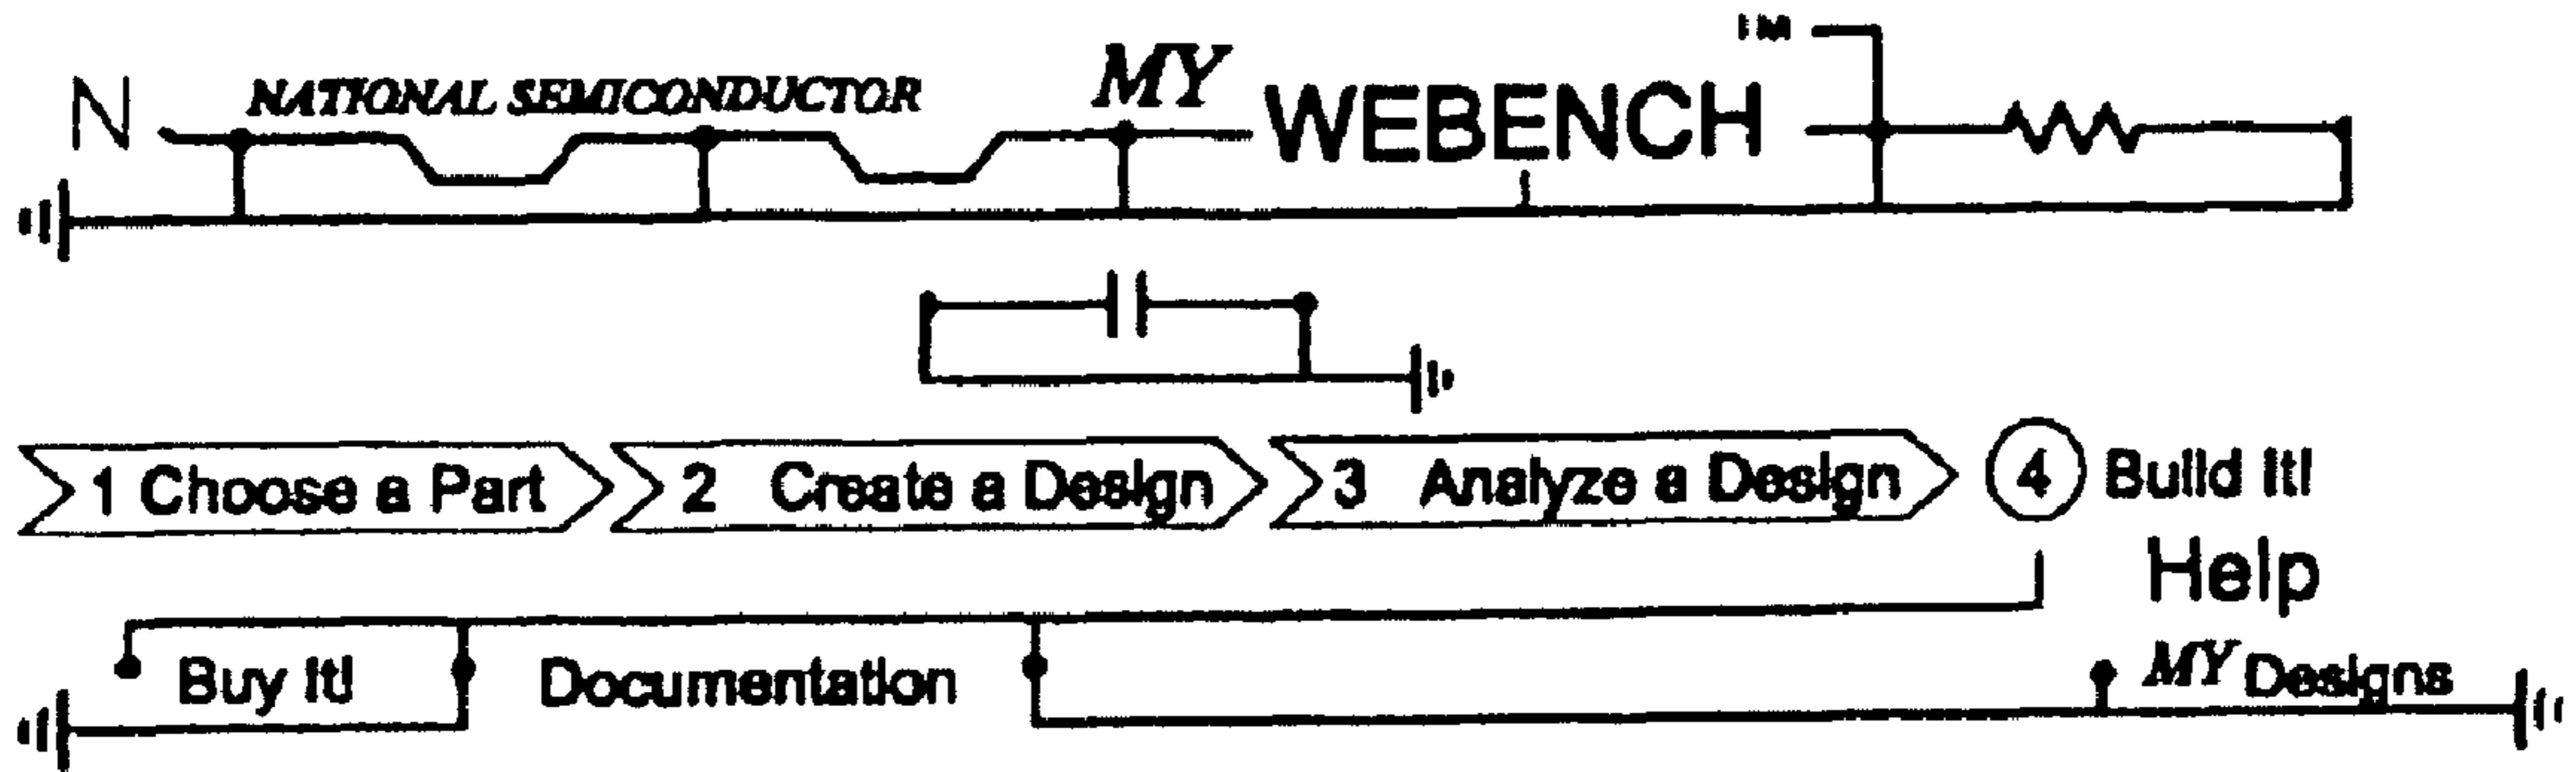 N NATIONAL SEMICONDUCTOR MY WEBENCH TM
1 Choose a Part 2 Create a Design 3 Analyze a Design 4 Build It!
Help
Buy It! Documentation MY Designs